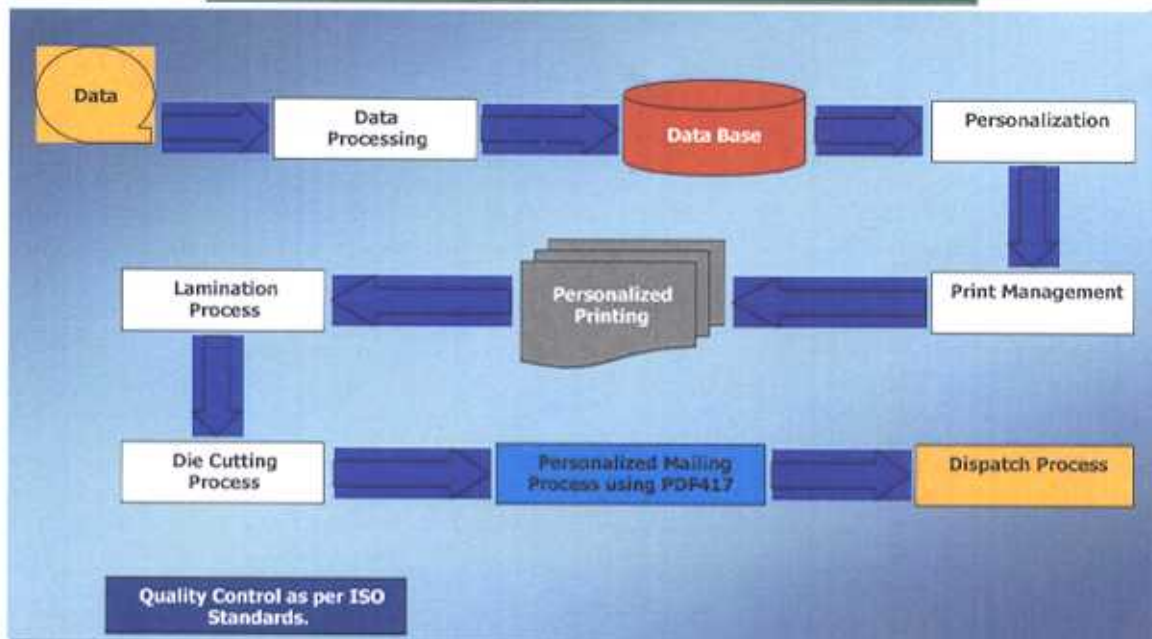 Data
Data
Processing
Data Base
Personalization
Lamination
Process
Personalized
Printing
Print Management
Die Cutting
Process
Personalized Mailing
Process using PDF417
Dispatch Process
Quality Control as per ISO
Standards.